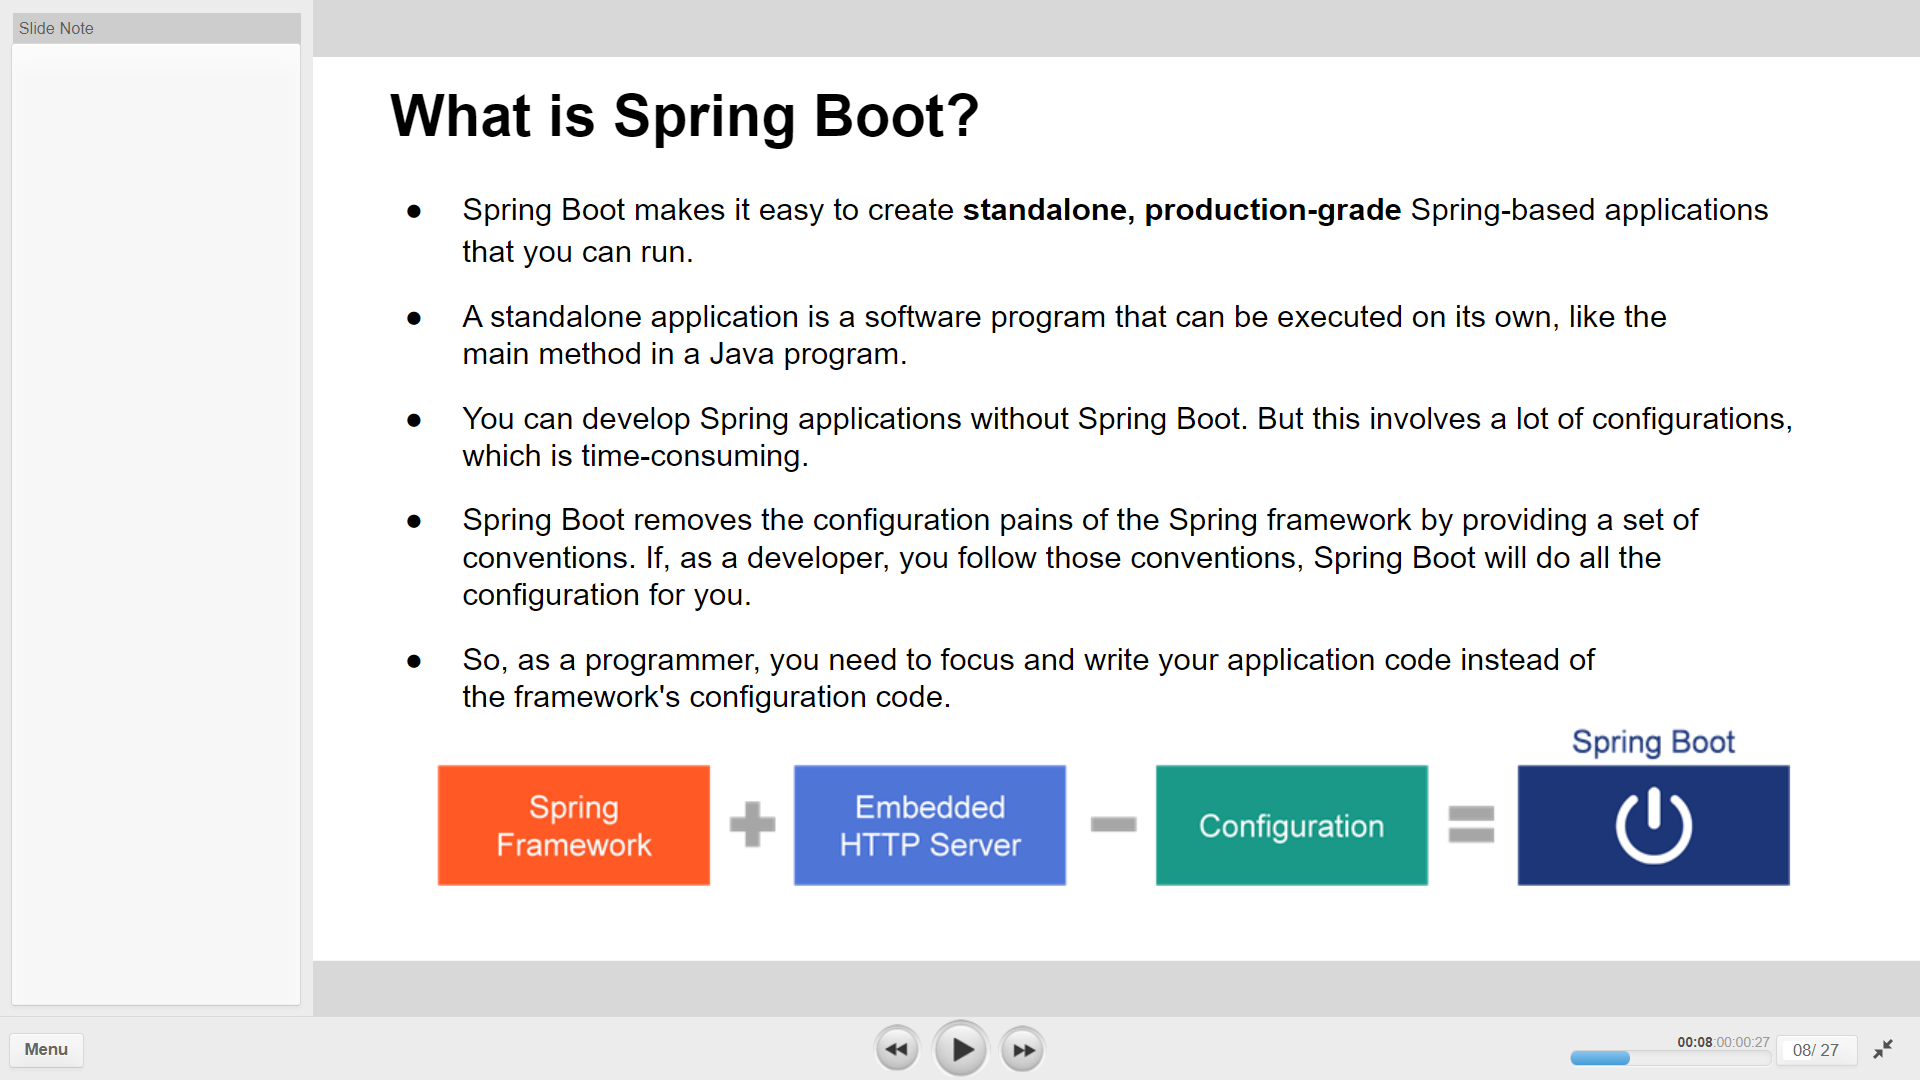 Slide Note
What is Spring Boot?
● Spring Boot makes it easy to create standalone, production-grade Spring-based applications
that you can run.
● A standalone application is a software program that can be executed on its own, like the
main method in a Java program.
● You can develop Spring applications without Spring Boot. But this involves a lot of configurations,
which is time-consuming.
● Spring Boot removes the configuration pains of the Spring framework by providing a set of
conventions. If, as a developer, you follow those conventions, Spring Boot will do all the
configuration for you.
● So, as a programmer, you need to focus and write your application code instead of
the framework's configuration code.
Spring Boot
Spring
Framework
Embedded
HTTP Server
Configuration
Menu
00:08:00:00:27
08/ 27